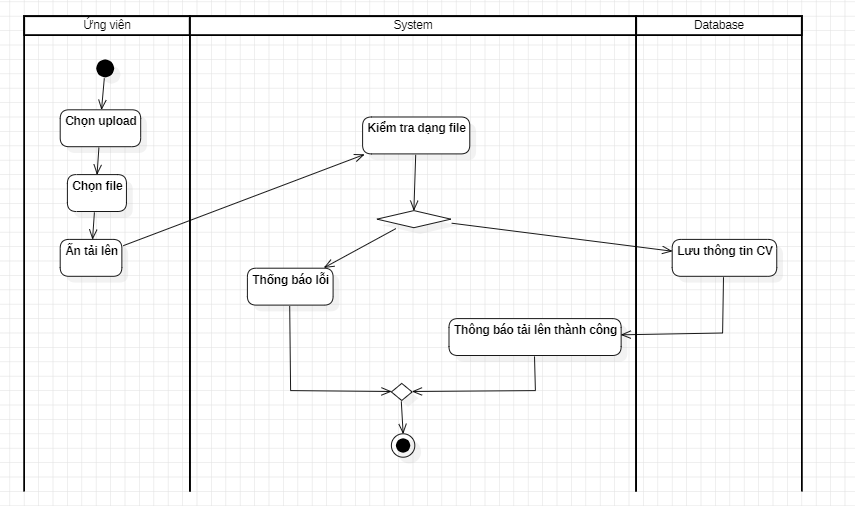 Ứng viên
System
Database
Chọn upload
Kiểm tra dạng file
Chọn file
Ấn tải lên
Lưu thông tin CV
Thống báo lỗi
Thông báo tải lên thành công